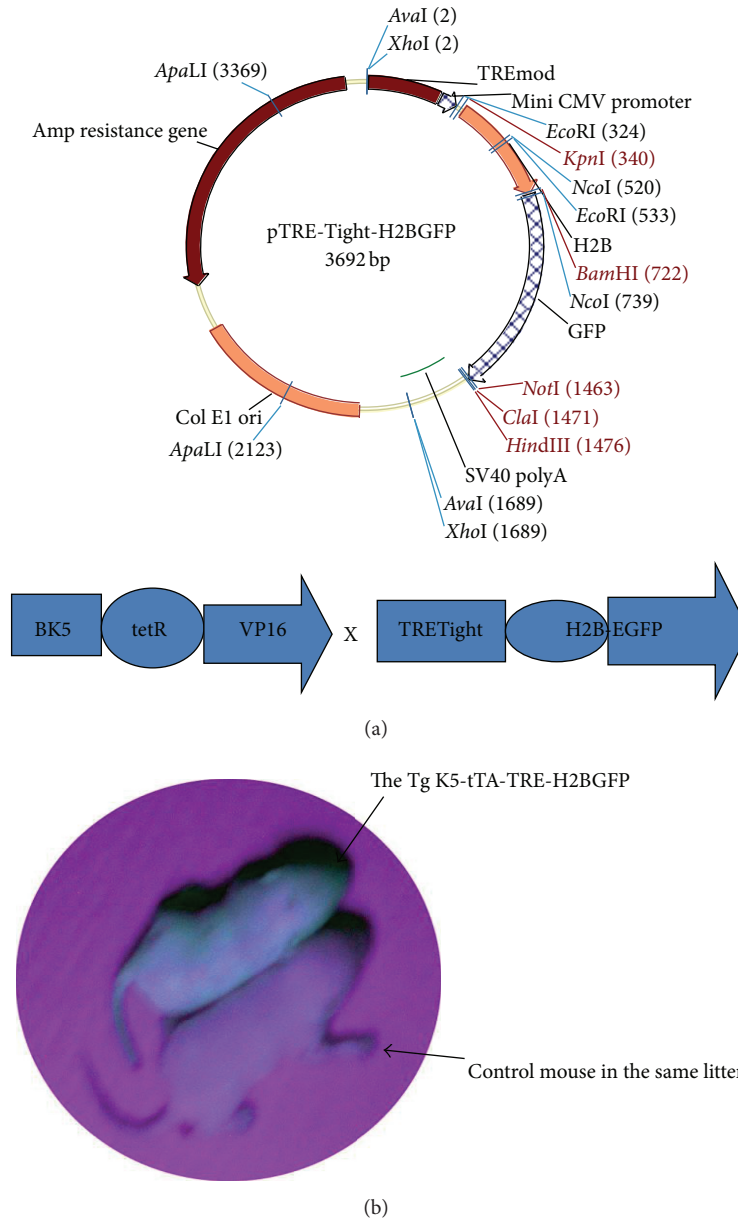 AvaI (2)
XhoI (2)
ApaLI (3369)
TREmod
Mini CMV promoter
Amp resistance gene
EcoRI (324)
KpnI (340)
NcoI (520)
EcoRI (533)
pTRE-Tight-H2BGFP
3692 bp
H2B
BamHI (722)
NcoI (739)
GFP
NotI (1463)
Col E1 ori
ClaI (1471)
ApaLI (2123)
HindIII (1476)
SV40 polyA
AvaI (1689)
XhoI (1689)
BK5 tetR VP16 X TRETight H2B-EGFP
(a)
The Tg K5-tTA-TRE-H2BGFP
Control mouse in the same litter
(b)